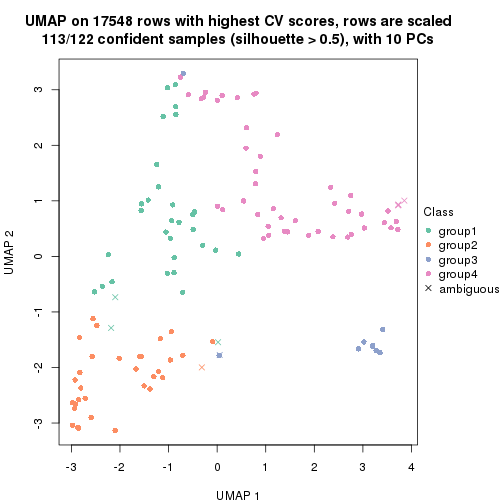 UMAP on 17548 rows with highest CV scores, rows are scaled
113/122 confident samples (silhouette > 0.5), with 10 PCs
3
2
1
0
-1
-2
-3
UMAP 2
-3
-2
-1
0
1
2
3
4
UMAP 1
Class
group1
group2
group3
group4
ambiguous